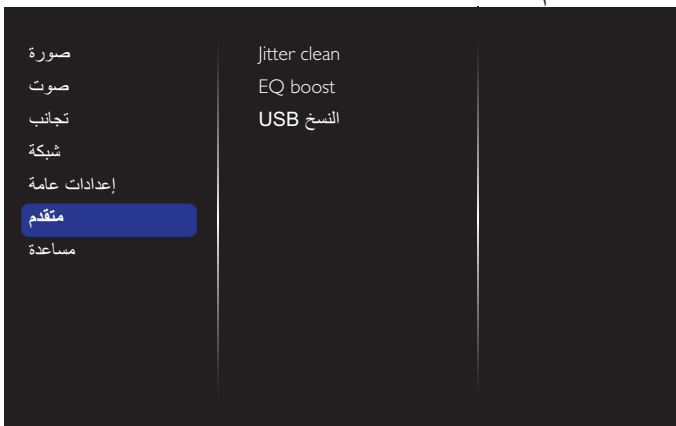 صورة
صوت
تجانب
شبكة
إعدادات عامة
متقدم
مساعدة
Jitter clean
EQ boost
النسخ USB